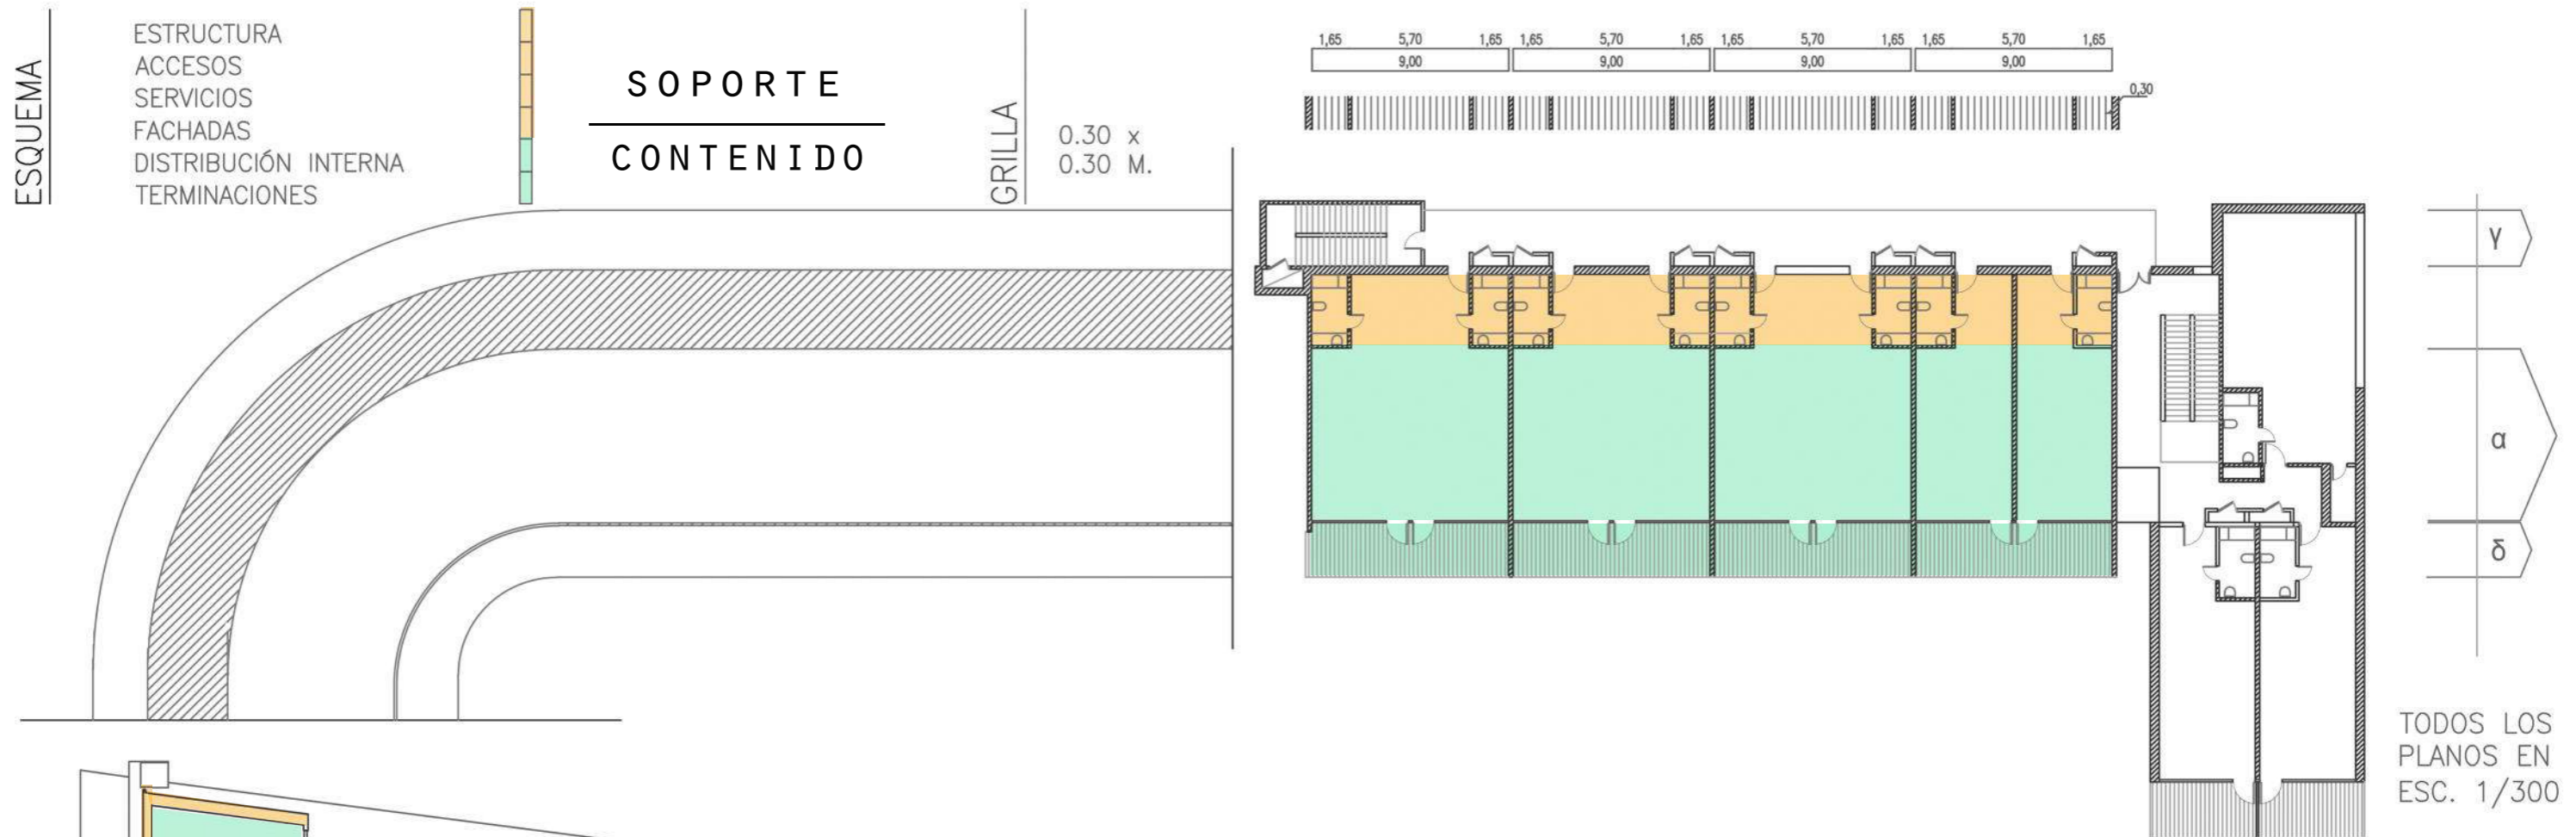 ESQUEMA
ESTRUCTURA
ACCESOS
SERVICIOS
FACHADAS
DISTRIBUCIÓN INTERNA
TERMINACIONES
SOPORTE
CONTENIDO
GRILLA
0.30 x
0.30 M.
1,65 5,70 1,65 1,65 5,70 1,65 1,65 5,70 1,65 1,65 5,70 1,65
9,00 9,00 9,00 9,00
0,30
γ
α
δ
TODOS LOS
PLANOS EN
ESC. 1/300